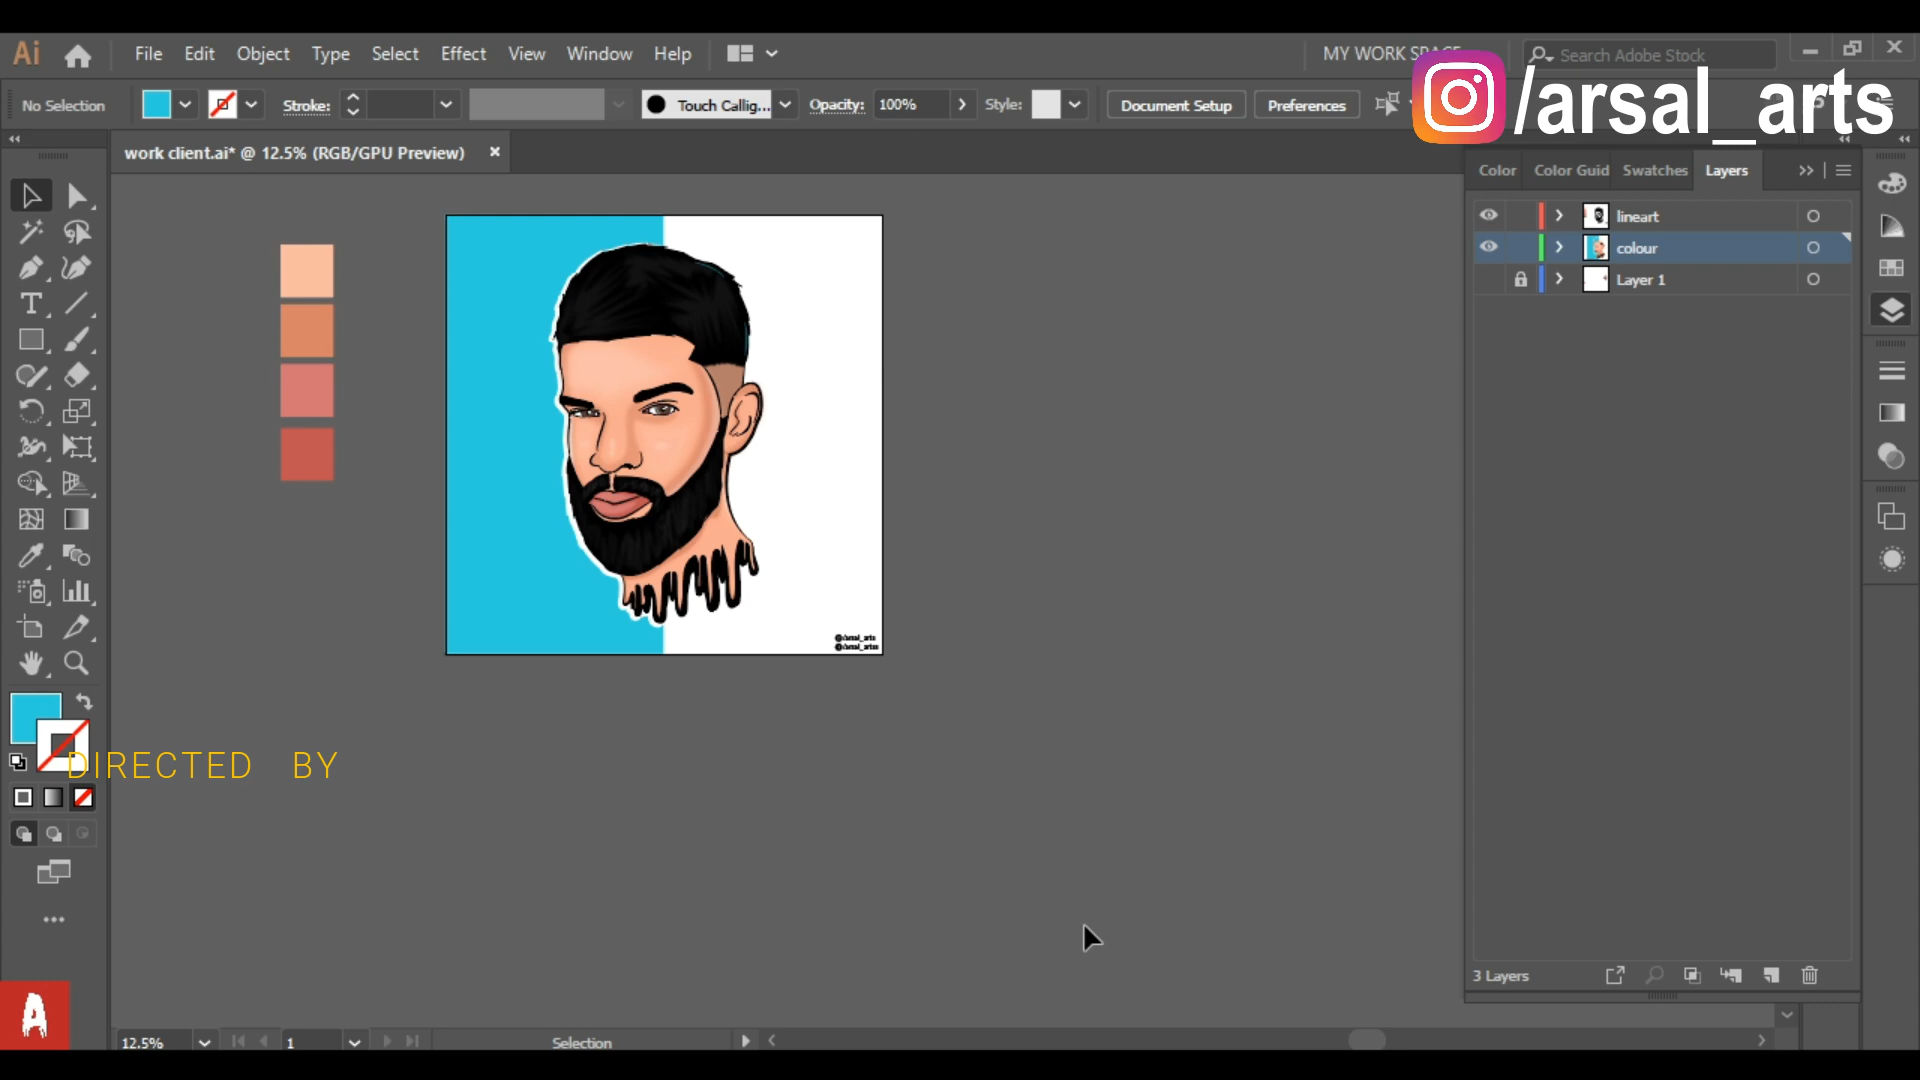 Ai File Edit Object Type Select Effect View Window Help MY WORK SPACE Search Adobe Stock
/arsal_arts
No Selection Stroke: Touch Callig... Opacity: 100% Style: Document Setup Preferences
work client.ai* @ 12.5% (RGB/GPU Preview) ×
Color Color Guid Swatches Layers
lineart
colour
Layer 1
@/arsal_arts
@/arsal_artss
DIRECTED BY
3 Layers
A
12.5% 1 Selection